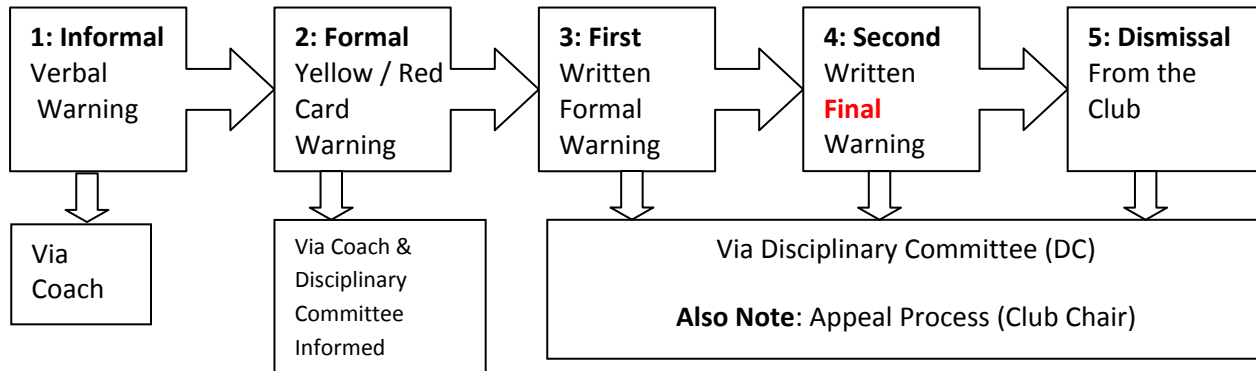 1: Informal
Verbal
Warning
2: Formal
Yellow / Red
Card
Warning
3: First
Written
Formal
Warning
4: Second
Written
Final
Warning
5: Dismissal
From the
Club
Via
Coach
Via Coach &
Disciplinary
Committee
Informed
Via Disciplinary Committee (DC)
Also Note: Appeal Process (Club Chair)